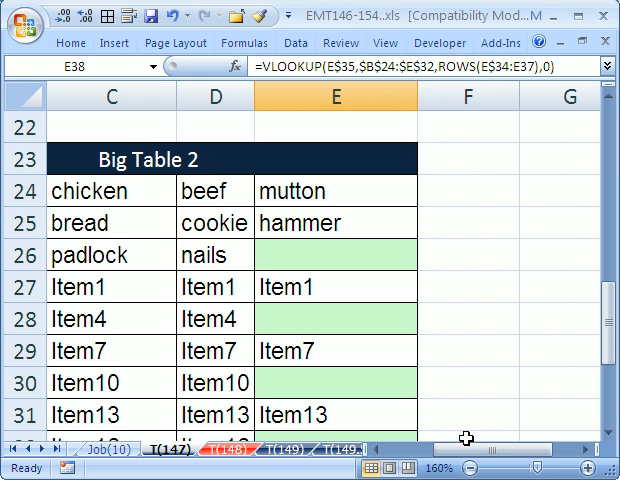 EMT146-154..xls [Compatibility Mod... M
Home Insert Page Layout Formulas Data Review Developer Add-Ins
E38 fx =VLOOKUP(E$35,$B$24:$E$32,ROWS(E$34:E37),0)
C D E F G
22
23 Big Table 2
24 chicken beef mutton
25 bread cookie hammer
26 padlock nails
27 Item1 Item1 Item1
28 Item4 Item4
29 Item7 Item7 Item7
30 Item10 Item10
31 Item13 Item13 Item13
Job(10) T(147) T(148) T(149) T(149..
Ready 160%